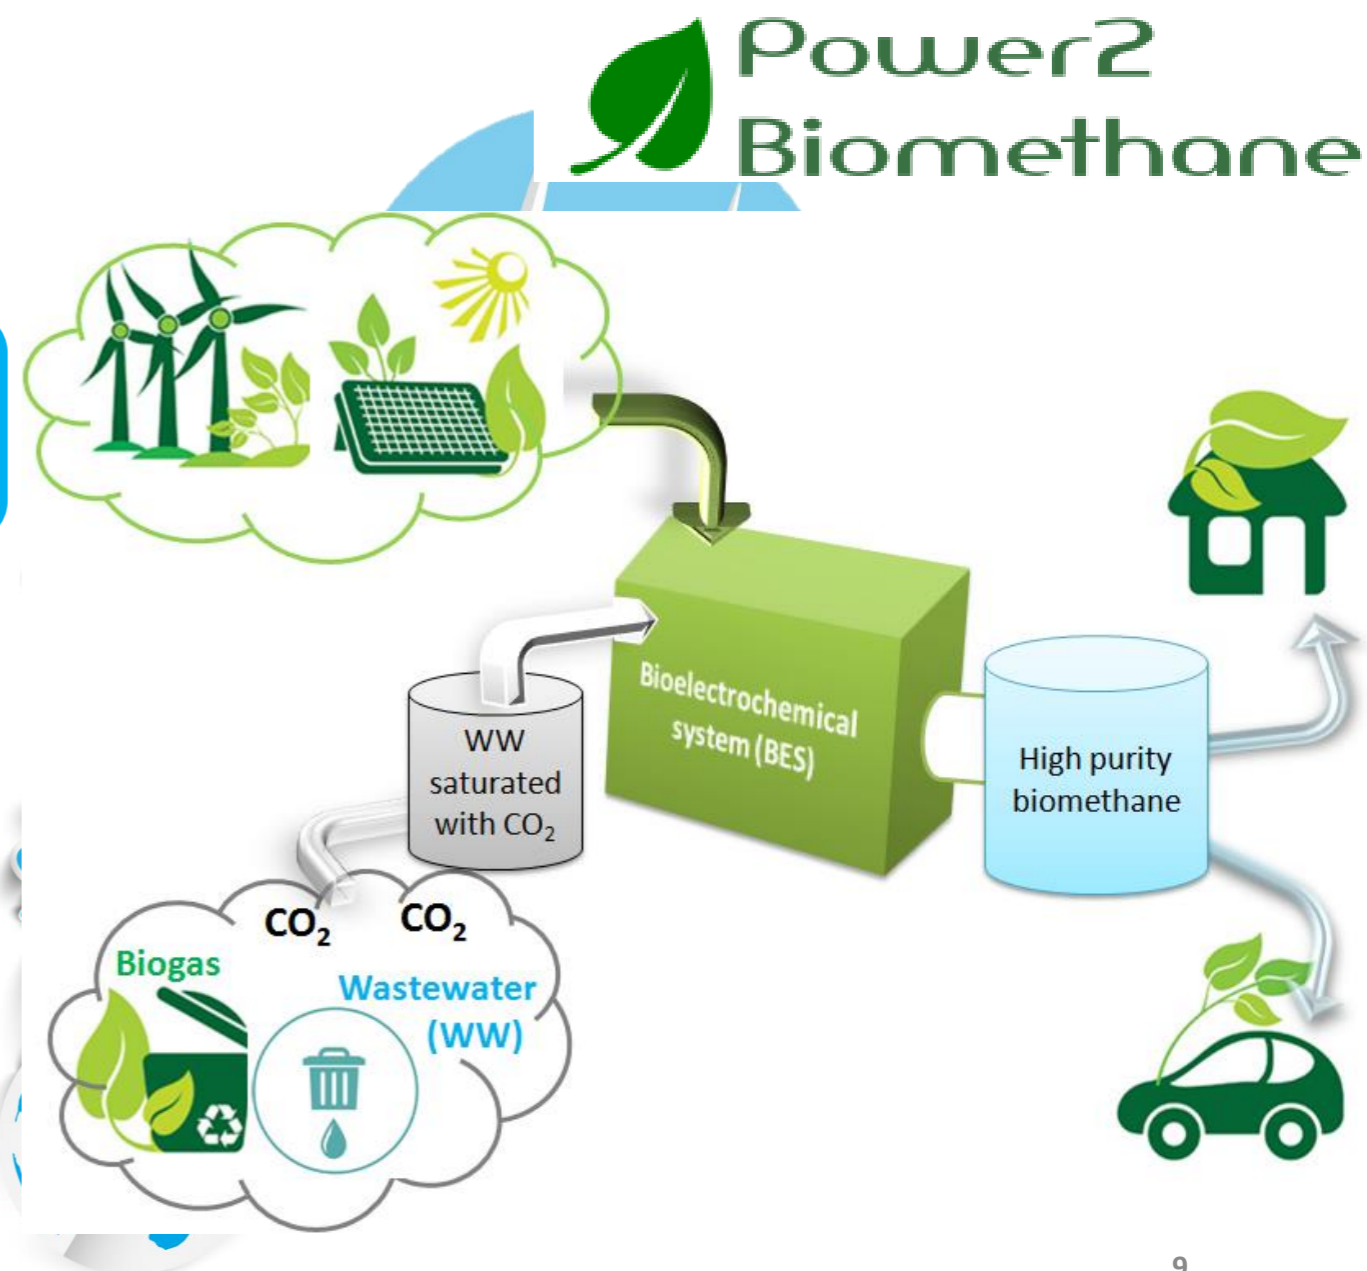 Power2
Biomethane
Bioelectrochemical
system (BES)
WW
saturated
with CO₂
High purity
biomethane
CO₂ CO₂
Biogas
Wastewater
(WW)
9